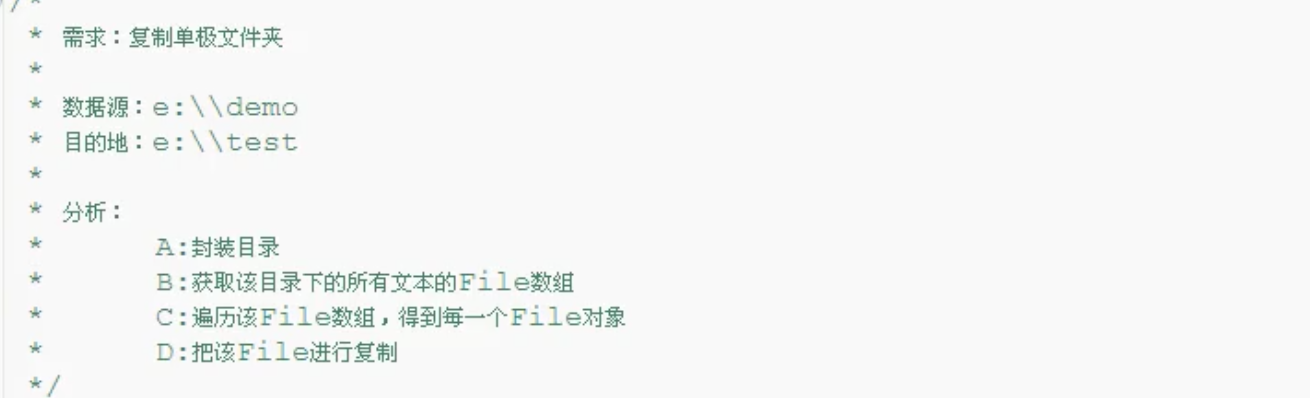 /*
* 需求：复制单极文件夹
*
* 数据源：e:\\demo
* 目的地：e:\\test
*
* 分析：
* A:封装目录
* B:获取该目录下的所有文本的File数组
* C:遍历该File数组，得到每一个File对象
* D:把该File进行复制
*/